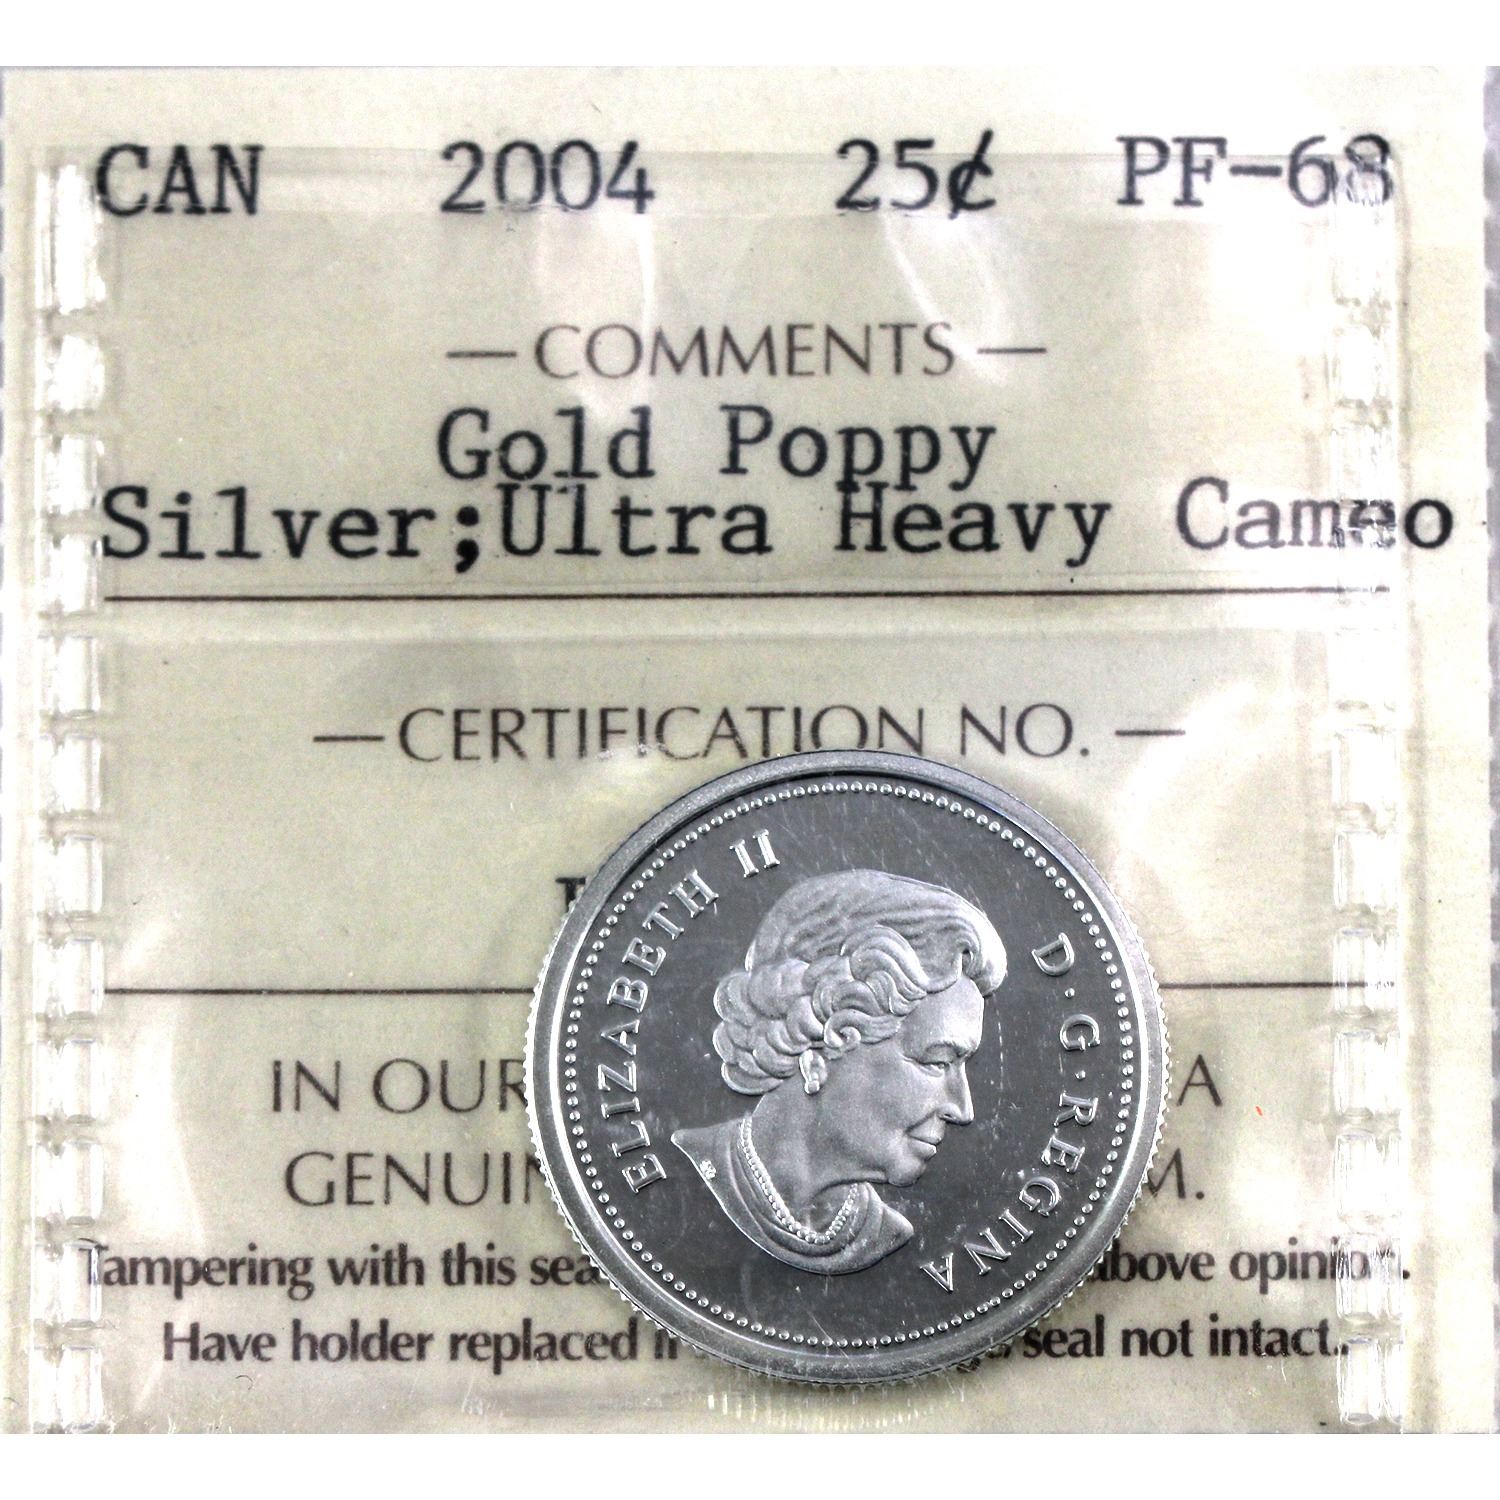 CAN 2004 25¢ PF-68
— COMMENTS —
Gold Poppy
Silver;Ultra Heavy Cameo
— CERTIFICATION NO. —
ELIZABETH II D·G·REGINA
IN OUR A
GENUIN M.
Tampering with this sea above opinion.
Have holder replaced seal not intact.